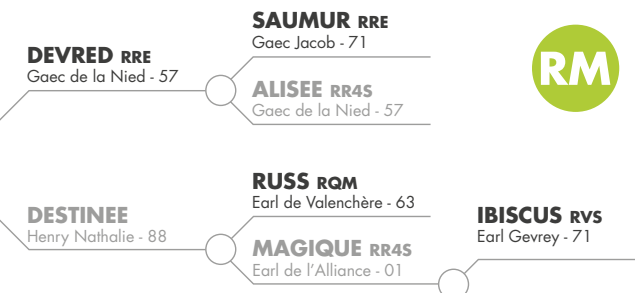 SAUMUR RRE
Gaec Jacob - 71
DEVRED RRE
Gaec de la Nied - 57
RM
ALISEE RR4S
Gaec de la Nied - 57
RUSS RQM
Earl de Valenchère - 63
DESTINEE
Henry Nathalie - 88
IBISCUS RVS
Earl Gevrey - 71
MAGIQUE RR4S
Earl de l'Alliance - 01